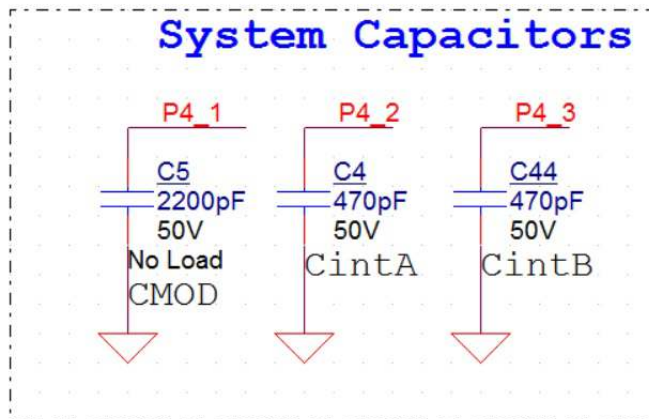 System Capacitors
P4_1
C5
2200pF
50V
No Load
CMOD
P4_2
C4
470pF
50V
CintA
P4_3
C44
470pF
50V
CintB